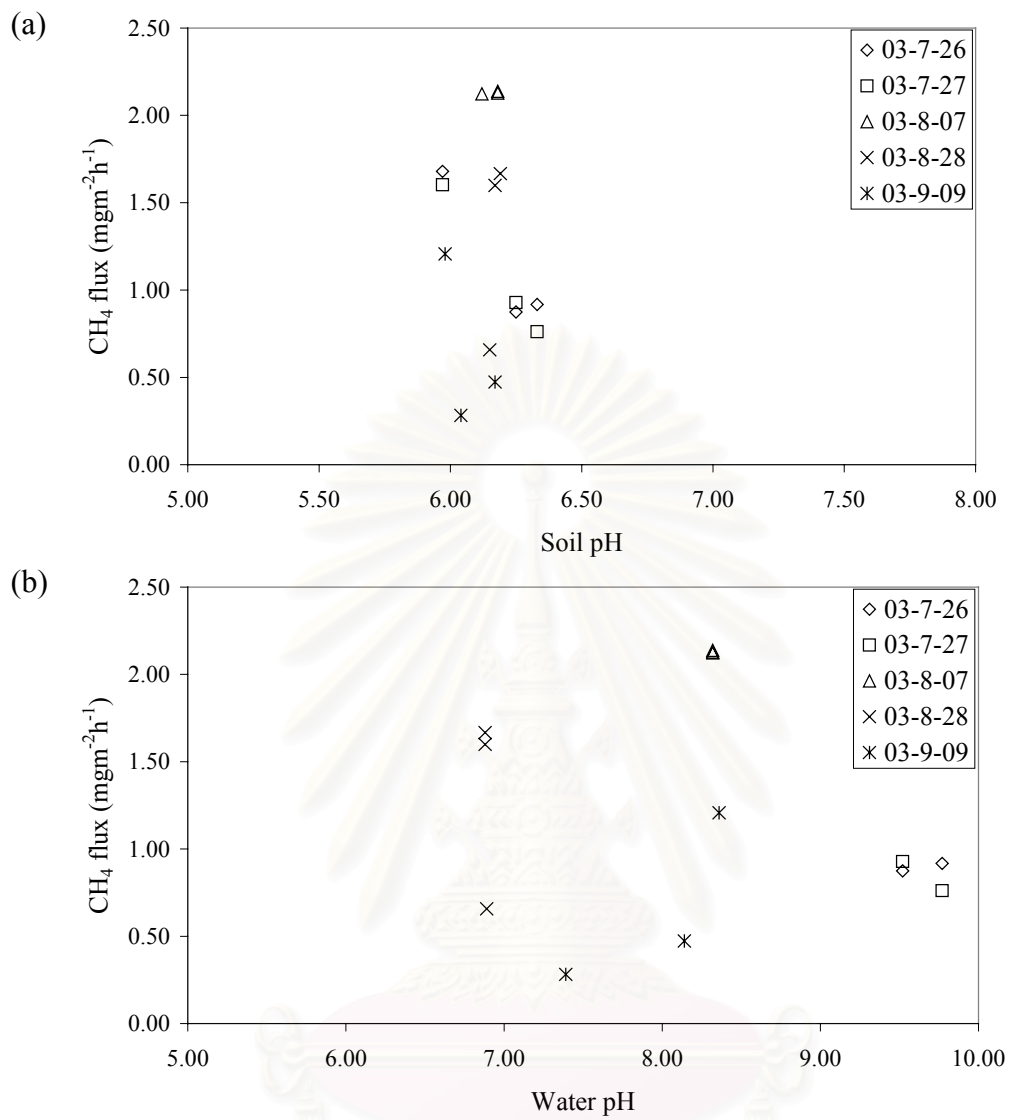 (a)
2.50
2.00
1.50
1.00
0.50
0.00
CH₄ flux (mgm⁻²h⁻¹)
5.00 5.50 6.00 6.50 7.00 7.50 8.00
Soil pH
03-7-26
03-7-27
03-8-07
03-8-28
03-9-09
(b)
2.50
2.00
1.50
1.00
0.50
0.00
CH₄ flux (mgm⁻²h⁻¹)
5.00 6.00 7.00 8.00 9.00 10.00
Water pH
03-7-26
03-7-27
03-8-07
03-8-28
03-9-09